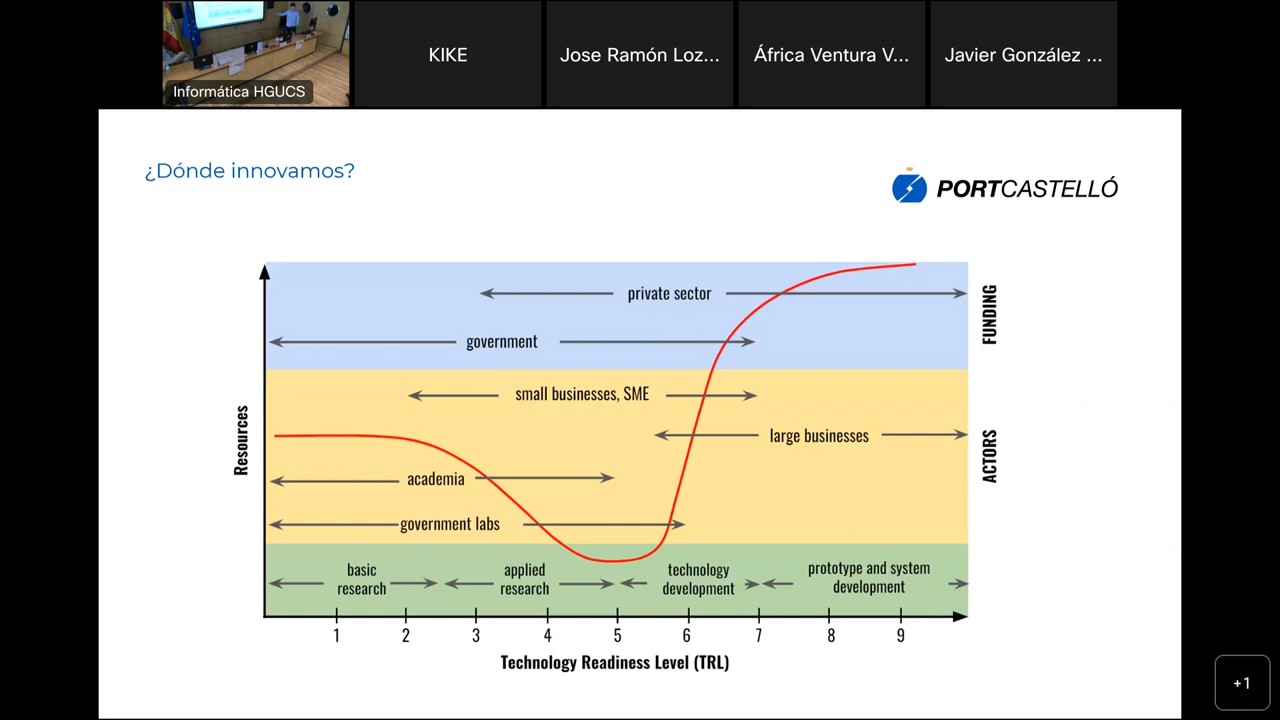 Informática HGUCS
KIKE
Jose Ramón Loz...
África Ventura V...
Javier González ...
¿Dónde innovamos?
PORTCASTELLÓ
private sector
government
FUNDING
small businesses, SME
large businesses
Resources
ACTORS
academia
government labs
basic
research
applied
research
technology
development
prototype and system
development
1 2 3 4 5 6 7 8 9
Technology Readiness Level (TRL)
+1